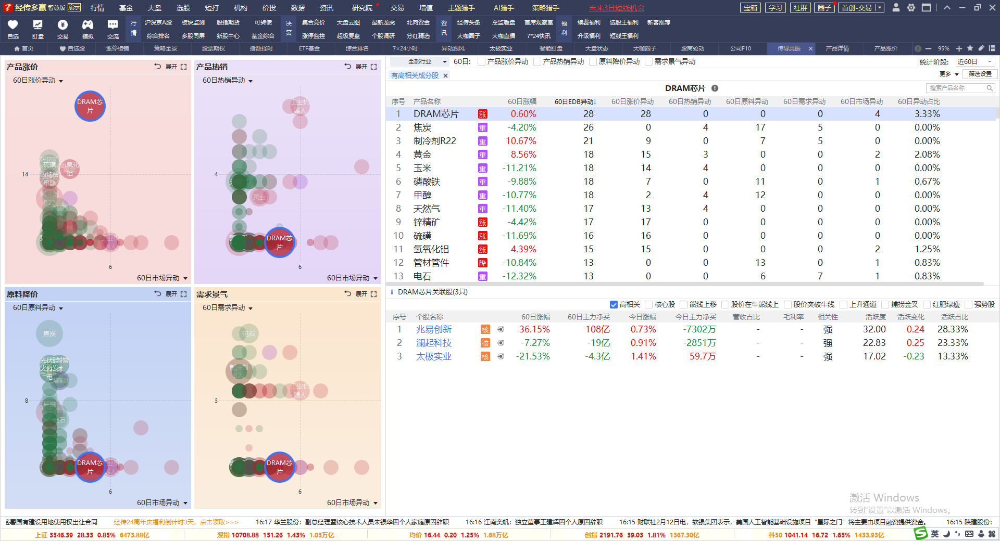 经传多赢 智尊版 演示 行情 基金 大盘 选股 短打 机构 价投 数据 资讯 研究院 交易 增值 主题猎手 AI猎手 策略猎手 未来3日短线机会 宝箱 学习 社群 圈子 首创-交易
自选 盯盘 交易 模拟 交流
行情 沪深京A股 板块监测 股指期货 可转债 决策 集合竞价 大盘云图 最新龙虎 北向资金 资讯 经传头条 总监看盘 首席观察室 福利 续费福利 选股王福利 新客推荐
综合排名 多股同屏 新股中心 基金综合 涨停监控 超级复盘 个股调研 分红精选 大咖圈子 大咖直播 7*24快讯 升级福利 短线王福利
首页 自选股 涨停棱镜 策略全景 股票期权 指数择时 ETF基金 综合排名 7×24小时 异动跟风 太极实业 智能盯盘 大盘状态 大咖圈子 股商轮动 公司F10 传导共振 产品详情 产品涨价 95%
产品涨价 展开
60日涨价异动
DRAM芯片
硫磺
氢氧化铝
丙烯酸甲酯
14
6
60日市场异动
产品热销 展开
60日热销异动
工业机器人
4
黄金
DRAM芯片
6
60日市场异动
原料降价 展开
60日原料异动
焦炭
8
电石
DRAM芯片
6
60日市场异动
需求景气 展开
60日需求异动
电石
制冷剂R22
工业机器人
3
DRAM芯片
6
60日市场异动
全部行业 60日: 产品涨价异动 产品热销异动 原料降价异动 需求景气异动 统计阶段: 近60日
有高相关成分股 × 更多 筛选设置
DRAM芯片 搜索产品名称
序号 产品名称 60日涨幅 60日EDB异动↓ 60日涨价异动 60日热销异动 60日原料异动 60日需求异动 60日市场异动 60日异动占比
1 DRAM芯片 涨 0.60% 28 28 0 0 0 4 3.33%
2 焦炭 重 -4.20% 26 0 4 17 5 0 0.00%
3 制冷剂R22 重 10.67% 21 9 0 7 5 0 0.00%
4 黄金 重 8.56% 18 15 3 0 0 2 2.08%
5 玉米 重 -11.21% 18 14 4 0 0 0 0.00%
6 磷酸铁 重 -9.88% 18 7 0 11 0 1 0.67%
7 甲醇 重 -10.77% 18 2 4 12 0 0 0.00%
8 天然气 重 -11.40% 17 13 4 0 0 0 0.00%
9 锌精矿 涨 -4.42% 17 17 0 0 0 0 0.00%
10 硫磺 涨 -11.69% 16 16 0 0 0 0 0.00%
11 氢氧化铝 涨 4.39% 15 15 0 0 0 2 1.25%
12 管材管件 降 -10.84% 13 0 0 13 0 1 0.83%
13 电石 重 -12.32% 13 0 0 6 7 1 0.83%
DRAM芯片关联股(3只)
高相关 核心股 熊线上移 股价在牛熊线上 股价突破牛线 上升通道 捕捞金叉 红肥绿瘦 强势股
序号 个股名称 60日涨幅 60日主力净买 今日涨幅 今日主力净买 营收占比 毛利率 相关性 活跃度 活跃变化 活跃占比
1 兆易创新 核 36.15% 108亿 0.73% -7302万 - - 强 32.00 0.24 28.33%
2 澜起科技 核 -7.27% -19亿 0.91% -2851万 - - 强 22.83 0.25 23.33%
3 太极实业 核 -21.53% -4.3亿 1.41% 59.7万 - - 强 17.02 -0.23 13.33%
激活 Windows
转到“设置”以激活 Windows。
签署国有建设用地使用权出让合同 经传24周年庆福利倒计时3天，点击领取>>> 16:17 华兰股份：副总经理暨核心技术人员朱银华因个人家庭原因辞职 16:16 江南奕帆：独立董事王建辉因个人原因辞职 16:15 财联社2月12日电，软银集团表示，美国人工智能基础设施项目“星际之门”将主要由项目融资提供资金。 16:15 陕建股份：
上证 3346.39 28.33 0.85% 6473.88亿 深指 10708.88 151.26 1.43% 1.03万亿 均价 16.44 0.20 1.25% 1.68万亿 创指 2191.76 39.03 1.81% 1367.30亿 科50 1041.14 16.72 1.63% 1433.93亿 英